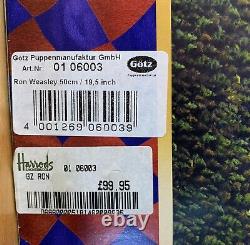 Götz Puppenmanufaktur GmbH
Art.Nr. 01 06003
Götz
Ron Weasley 50cm / 19,5 inch
4 001269 060039
Harrods
01 06003
GZ RON
£99.95